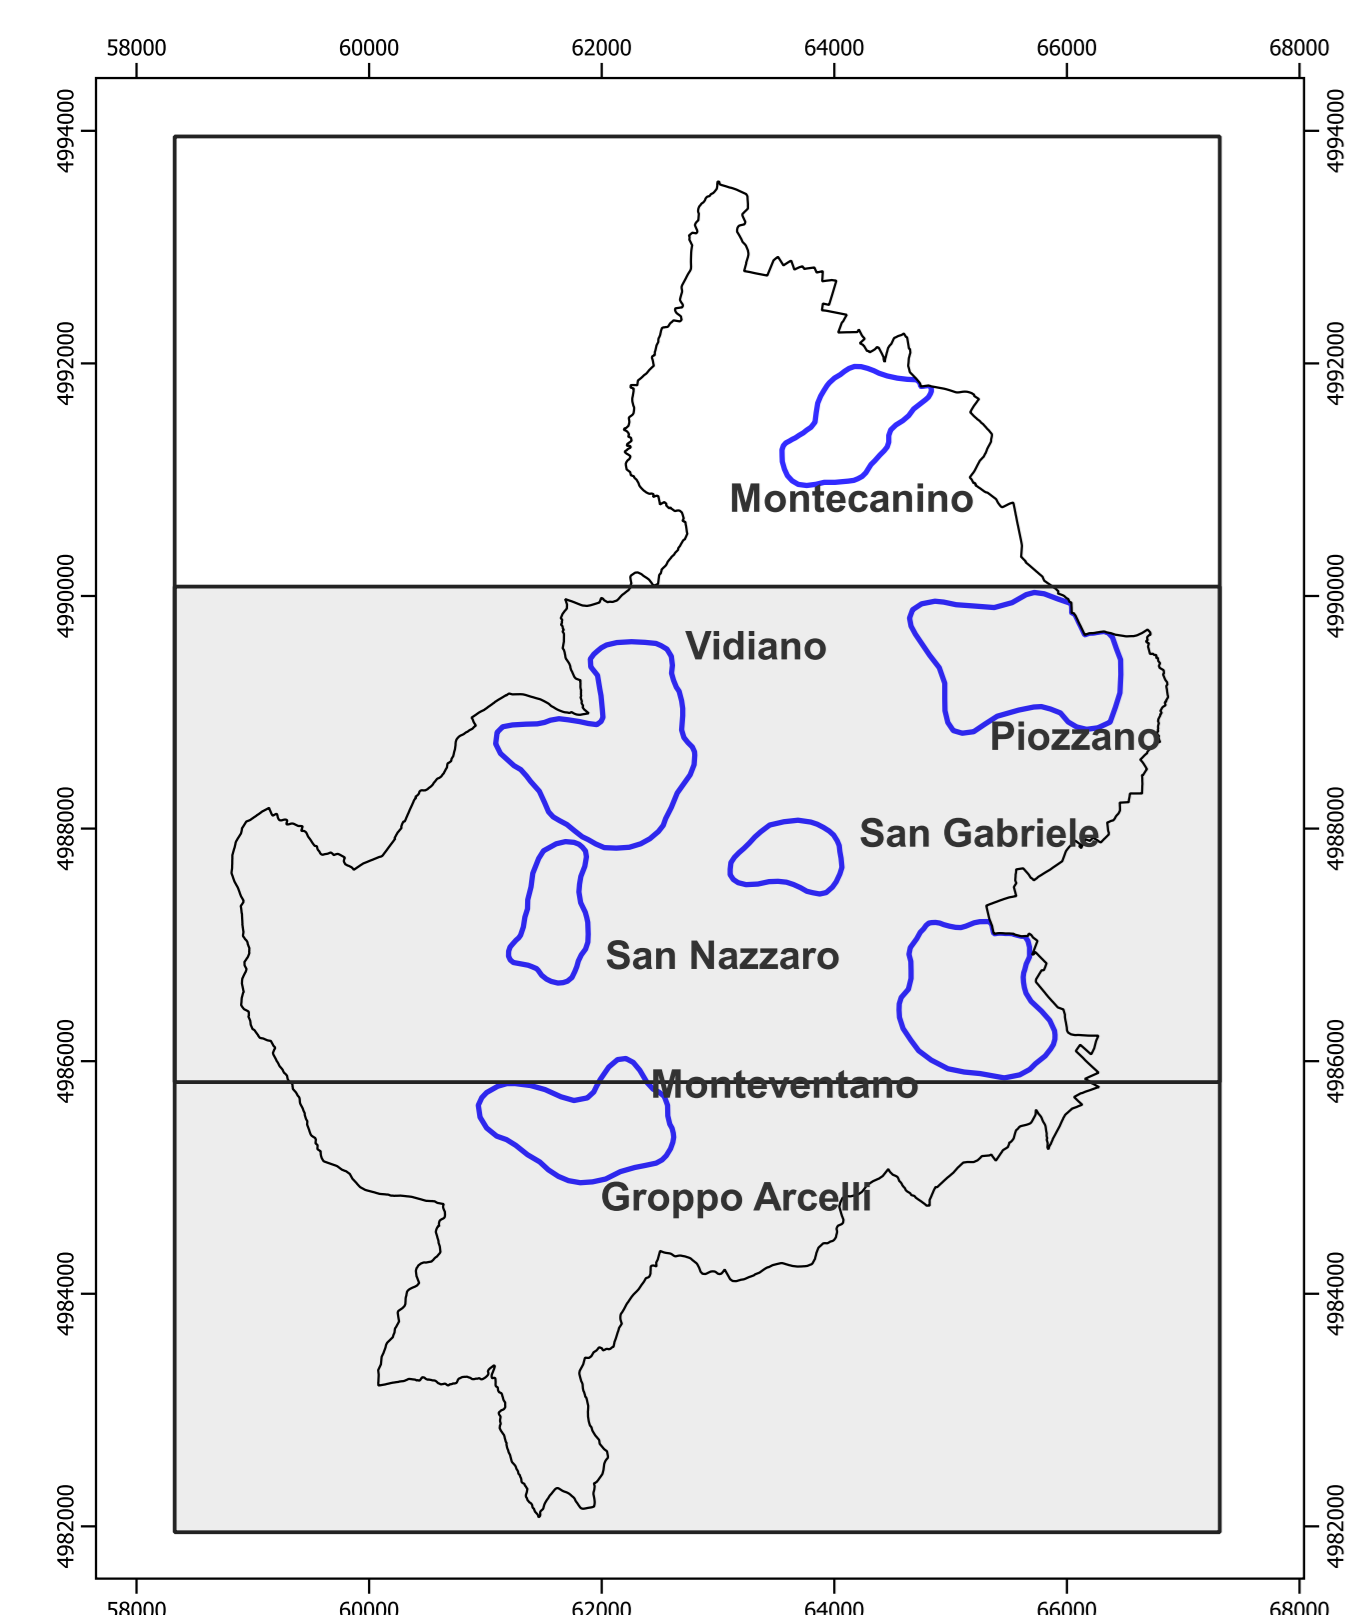 58000 60000 62000 64000 66000 68000
4994000 4994000
4992000 4992000
Montecanino
4990000 4990000
Vidiano
Piozzano
4988000 4988000
San Gabriele
San Nazzaro
4986000 4986000
Monteventano
Groppo Arcelli
4984000 4984000
4982000 4982000
58000 60000 62000 64000 66000 68000